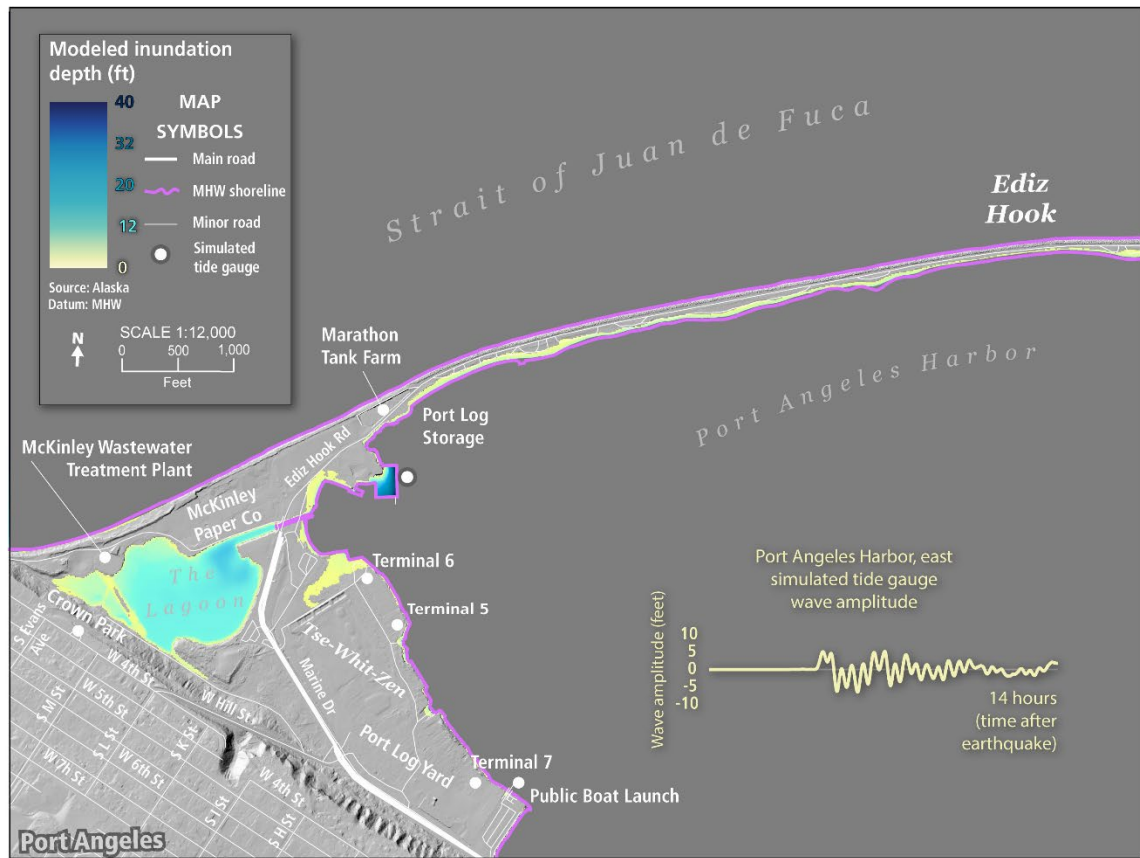 Modeled inundation
depth (ft)
40
32
20
12
0
Source: Alaska
Datum: MHW
MAP
SYMBOLS
Main road
MHW shoreline
Minor road
Simulated
tide gauge
N
SCALE 1:12,000
0 500 1,000
Feet
Strait of Juan de Fuca
Ediz
Hook
Port Angeles Harbor
Marathon
Tank Farm
Port Log
Storage
McKinley Wastewater
Treatment Plant
Ediz Hook Rd
McKinley
Paper Co
The
Lagoon
Terminal 6
Terminal 5
Crown Park
S Evans
Ave
Tse-Whit-Zen
Marine Dr
W 4th St
W Hill St
W 5th St
S M St
S L St
S K St
W 6th St
W 7h St
W 4th St
S I St
S H St
Port Log Yard
Terminal 7
Public Boat Launch
Port Angeles
Port Angeles Harbor, east
simulated tide gauge
wave amplitude
Wave amplitude (feet)
10
5
0
-5
-10
14 hours
(time after
earthquake)